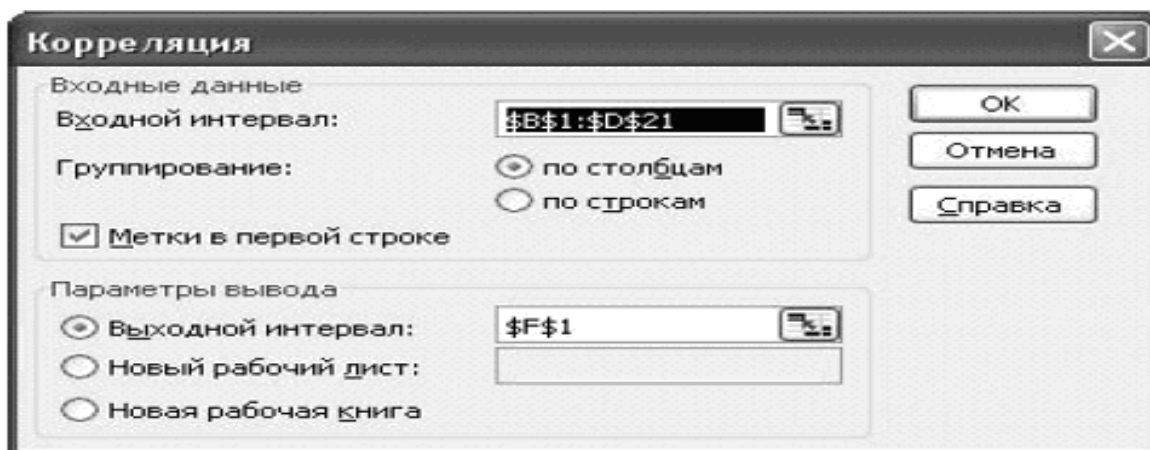 Корреляция
Входные данные
Входной интервал: $B$1:$D$21
Группирование: по столбцам
по строкам
Метки в первой строке
Параметры вывода
Выходной интервал: $F$1
Новый рабочий лист:
Новая рабочая книга
ОК
Отмена
Справка